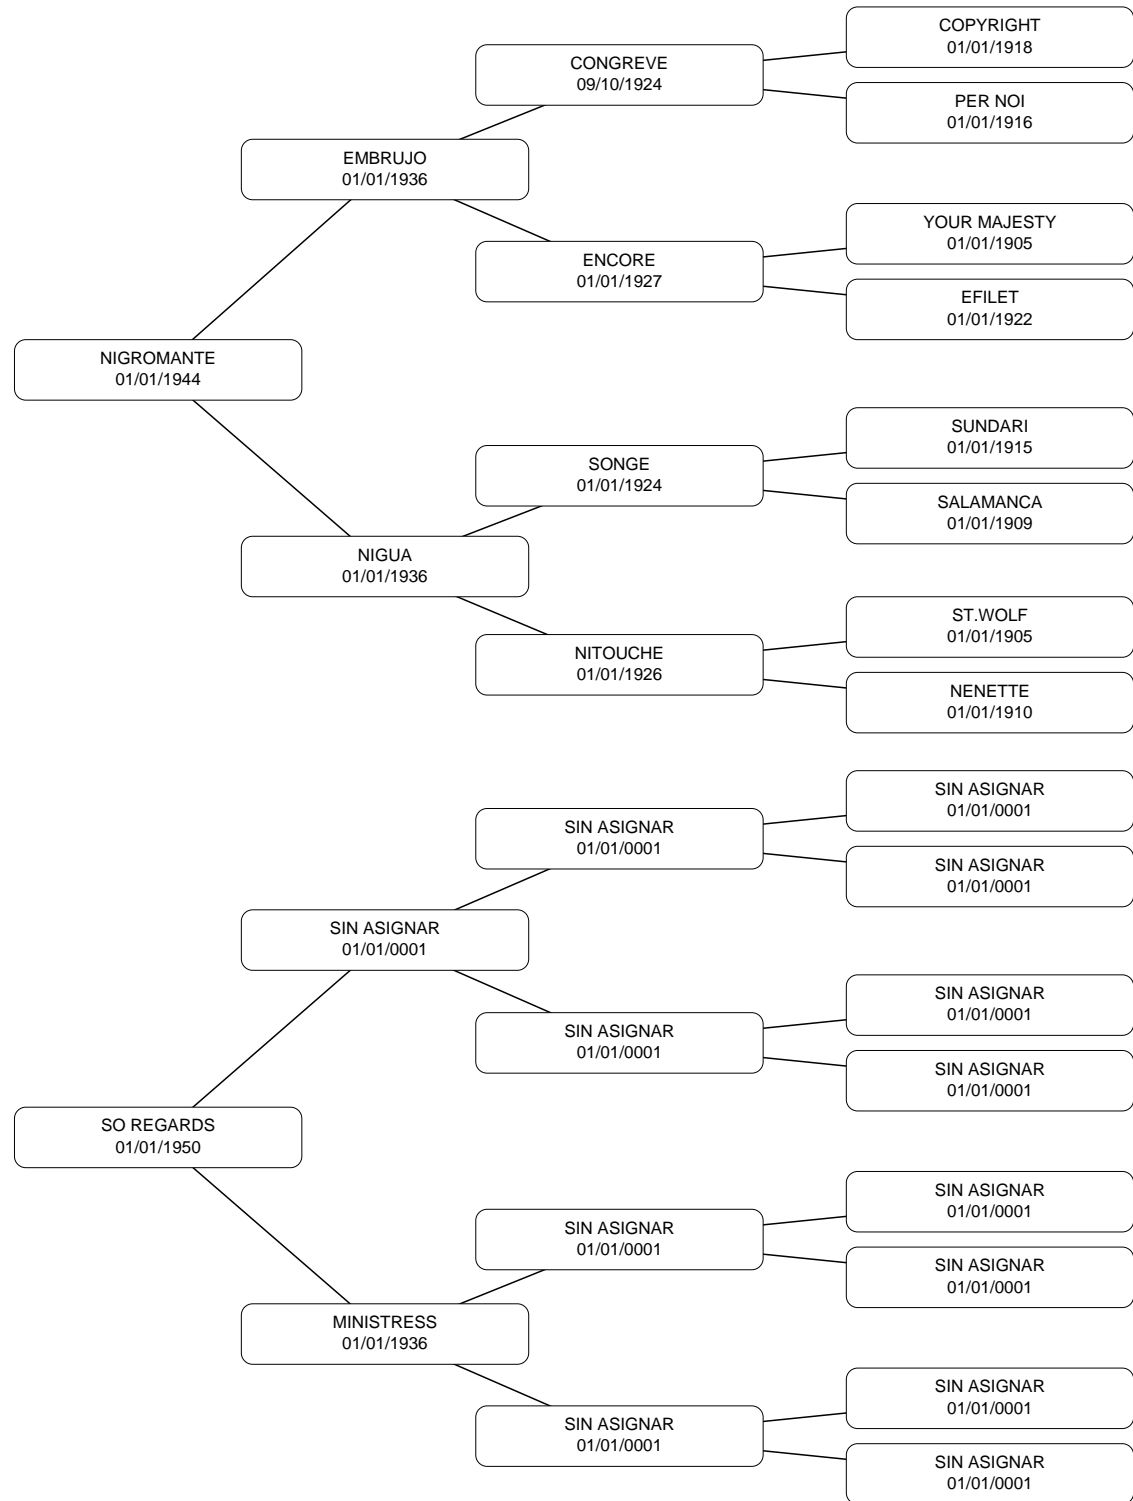 COPYRIGHT
01/01/1918
CONGREVE
09/10/1924
PER NOI
01/01/1916
EMBRUJO
01/01/1936
YOUR MAJESTY
01/01/1905
ENCORE
01/01/1927
EFILET
01/01/1922
NIGROMANTE
01/01/1944
SUNDARI
01/01/1915
SONGE
01/01/1924
SALAMANCA
01/01/1909
NIGUA
01/01/1936
ST.WOLF
01/01/1905
NITOUCHE
01/01/1926
NENETTE
01/01/1910
SIN ASIGNAR
01/01/0001
SIN ASIGNAR
01/01/0001
SIN ASIGNAR
01/01/0001
SIN ASIGNAR
01/01/0001
SIN ASIGNAR
01/01/0001
SIN ASIGNAR
01/01/0001
SIN ASIGNAR
01/01/0001
SO REGARDS
01/01/1950
SIN ASIGNAR
01/01/0001
SIN ASIGNAR
01/01/0001
SIN ASIGNAR
01/01/0001
MINISTRESS
01/01/1936
SIN ASIGNAR
01/01/0001
SIN ASIGNAR
01/01/0001
SIN ASIGNAR
01/01/0001